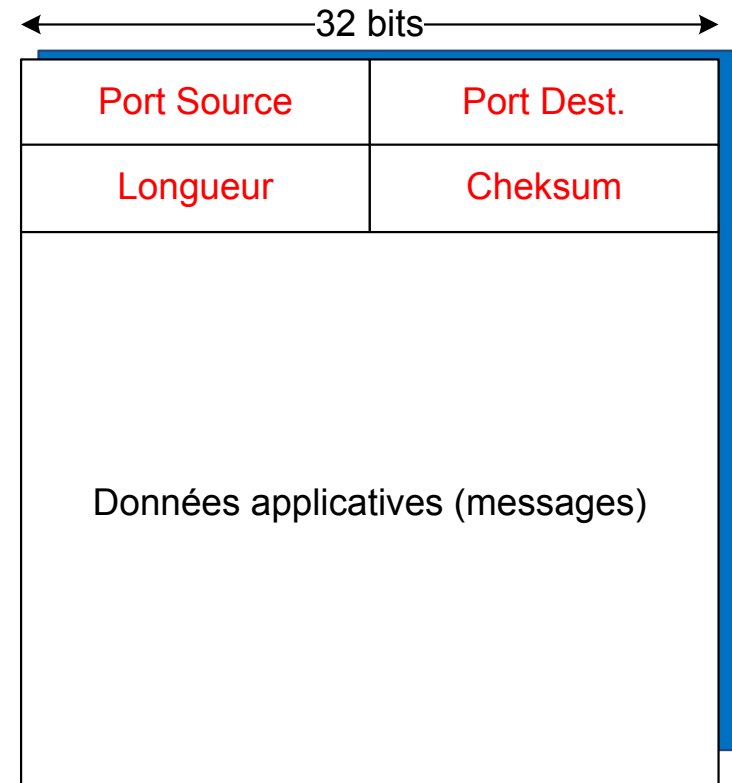 32 bits
Port Source Port Dest.
Longueur Cheksum
Données applicatives (messages)